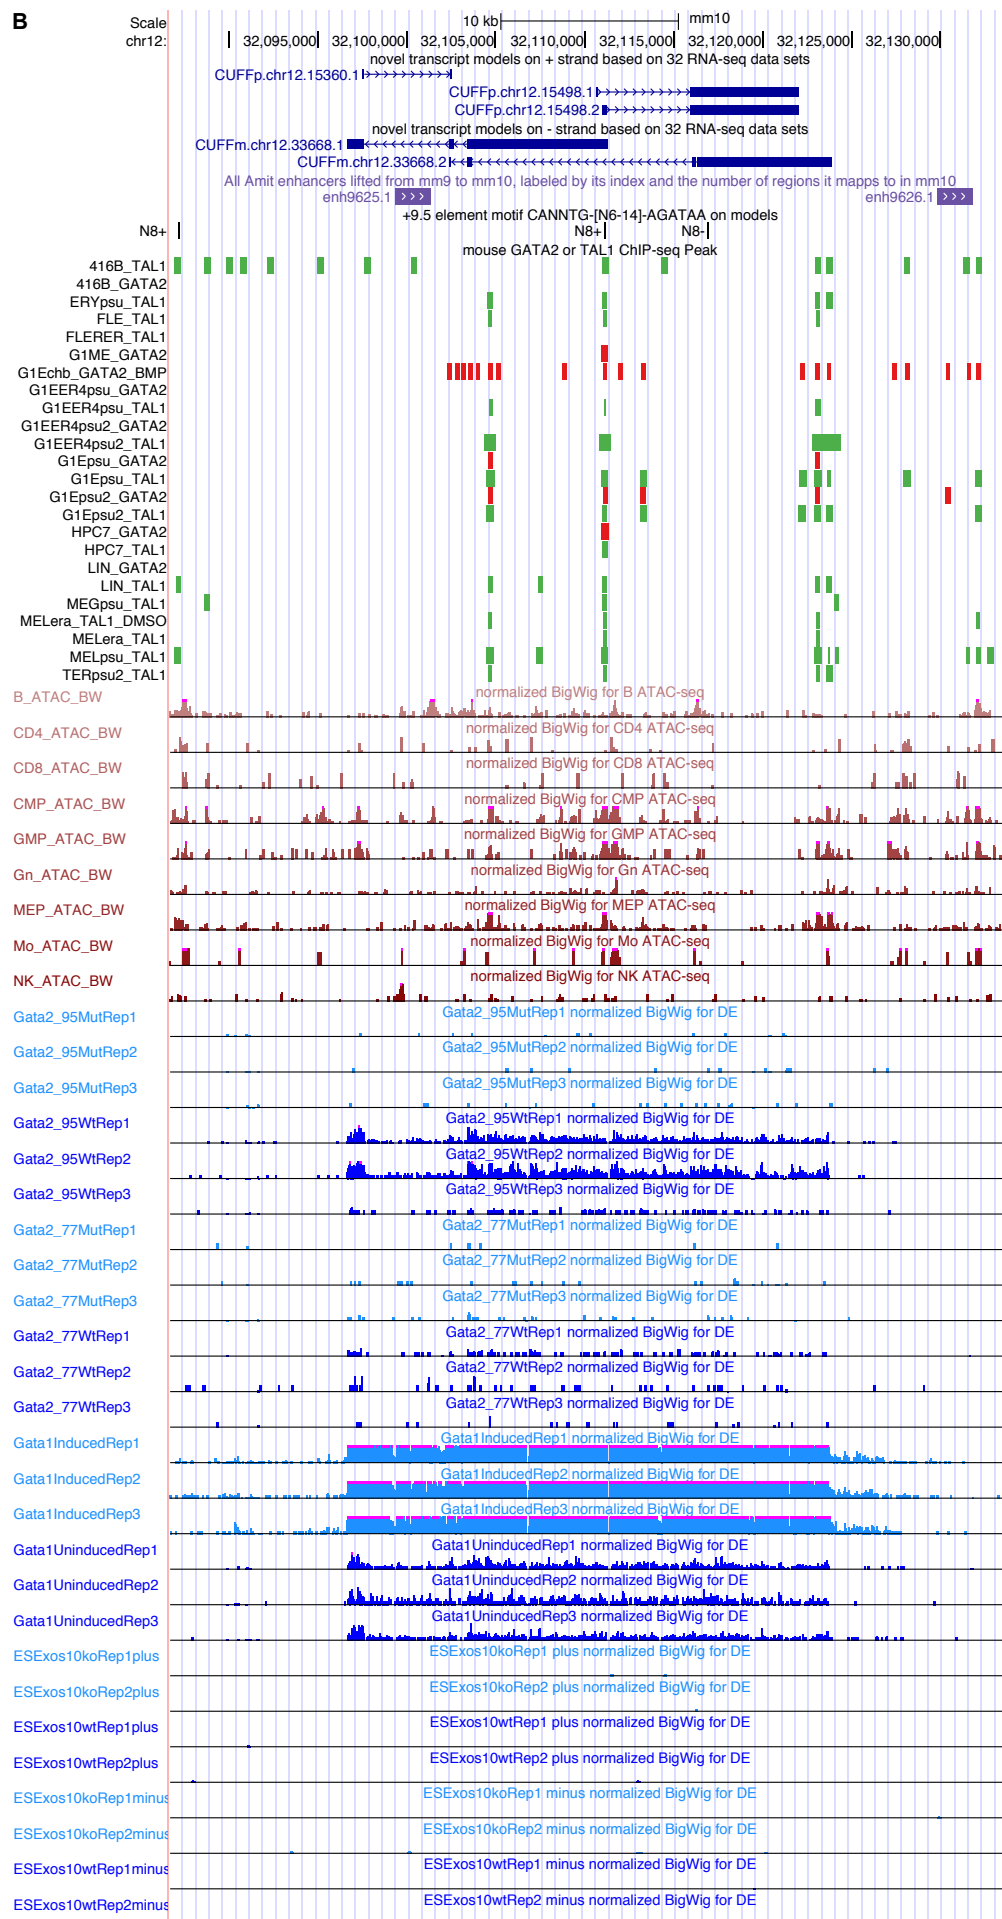 B
Scale 10 kb mm10
chr12: 32,095,000 32,100,000 32,105,000 32,110,000 32,115,000 32,120,000 32,125,000 32,130,000
novel transcript models on + strand based on 32 RNA-seq data sets
CUFFp.chr12.15360.1
CUFFp.chr12.15498.1
CUFFp.chr12.15498.2
novel transcript models on - strand based on 32 RNA-seq data sets
CUFFm.chr12.33668.1
CUFFm.chr12.33668.2
All Amit enhancers lifted from mm9 to mm10, labeled by its index and the number of regions it mapps to in mm10
enh9625.1 enh9626.1
+9.5 element motif CANNTG-[N6-14]-AGATAA on models
N8+ N8+ N8-
mouse GATA2 or TAL1 ChIP-seq Peak
416B_TAL1
416B_GATA2
ERYpsu_TAL1
FLE_TAL1
FLERER_TAL1
G1ME_GATA2
G1Echb_GATA2_BMP
G1EER4psu_GATA2
G1EER4psu_TAL1
G1EER4psu2_GATA2
G1EER4psu2_TAL1
G1Epsu_GATA2
G1Epsu_TAL1
G1Epsu2_GATA2
G1Epsu2_TAL1
HPC7_GATA2
HPC7_TAL1
LIN_GATA2
LIN_TAL1
MEGpsu_TAL1
MELera_TAL1_DMSO
MELera_TAL1
MELpsu_TAL1
TERpsu2_TAL1
B_ATAC_BW normalized BigWig for B ATAC-seq
CD4_ATAC_BW normalized BigWig for CD4 ATAC-seq
CD8_ATAC_BW normalized BigWig for CD8 ATAC-seq
CMP_ATAC_BW normalized BigWig for CMP ATAC-seq
GMP_ATAC_BW normalized BigWig for GMP ATAC-seq
Gn_ATAC_BW normalized BigWig for Gn ATAC-seq
MEP_ATAC_BW normalized BigWig for MEP ATAC-seq
Mo_ATAC_BW normalized BigWig for Mo ATAC-seq
NK_ATAC_BW normalized BigWig for NK ATAC-seq
Gata2_95MutRep1 Gata2_95MutRep1 normalized BigWig for DE
Gata2_95MutRep2 Gata2_95MutRep2 normalized BigWig for DE
Gata2_95MutRep3 Gata2_95MutRep3 normalized BigWig for DE
Gata2_95WtRep1 Gata2_95WtRep1 normalized BigWig for DE
Gata2_95WtRep2 Gata2_95WtRep2 normalized BigWig for DE
Gata2_95WtRep3 Gata2_95WtRep3 normalized BigWig for DE
Gata2_77MutRep1 Gata2_77MutRep1 normalized BigWig for DE
Gata2_77MutRep2 Gata2_77MutRep2 normalized BigWig for DE
Gata2_77MutRep3 Gata2_77MutRep3 normalized BigWig for DE
Gata2_77WtRep1 Gata2_77WtRep1 normalized BigWig for DE
Gata2_77WtRep2 Gata2_77WtRep2 normalized BigWig for DE
Gata2_77WtRep3 Gata2_77WtRep3 normalized BigWig for DE
Gata1InducedRep1 Gata1InducedRep1 normalized BigWig for DE
Gata1InducedRep2 Gata1InducedRep2 normalized BigWig for DE
Gata1InducedRep3 Gata1InducedRep3 normalized BigWig for DE
Gata1UninducedRep1 Gata1UninducedRep1 normalized BigWig for DE
Gata1UninducedRep2 Gata1UninducedRep2 normalized BigWig for DE
Gata1UninducedRep3 Gata1UninducedRep3 normalized BigWig for DE
ESExos10koRep1plus ESExos10koRep1 plus normalized BigWig for DE
ESExos10koRep2plus ESExos10koRep2 plus normalized BigWig for DE
ESExos10wtRep1plus ESExos10wtRep1 plus normalized BigWig for DE
ESExos10wtRep2plus ESExos10wtRep2 plus normalized BigWig for DE
ESExos10koRep1minus ESExos10koRep1 minus normalized BigWig for DE
ESExos10koRep2minus ESExos10koRep2 minus normalized BigWig for DE
ESExos10wtRep1minus ESExos10wtRep1 minus normalized BigWig for DE
ESExos10wtRep2minus ESExos10wtRep2 minus normalized BigWig for DE